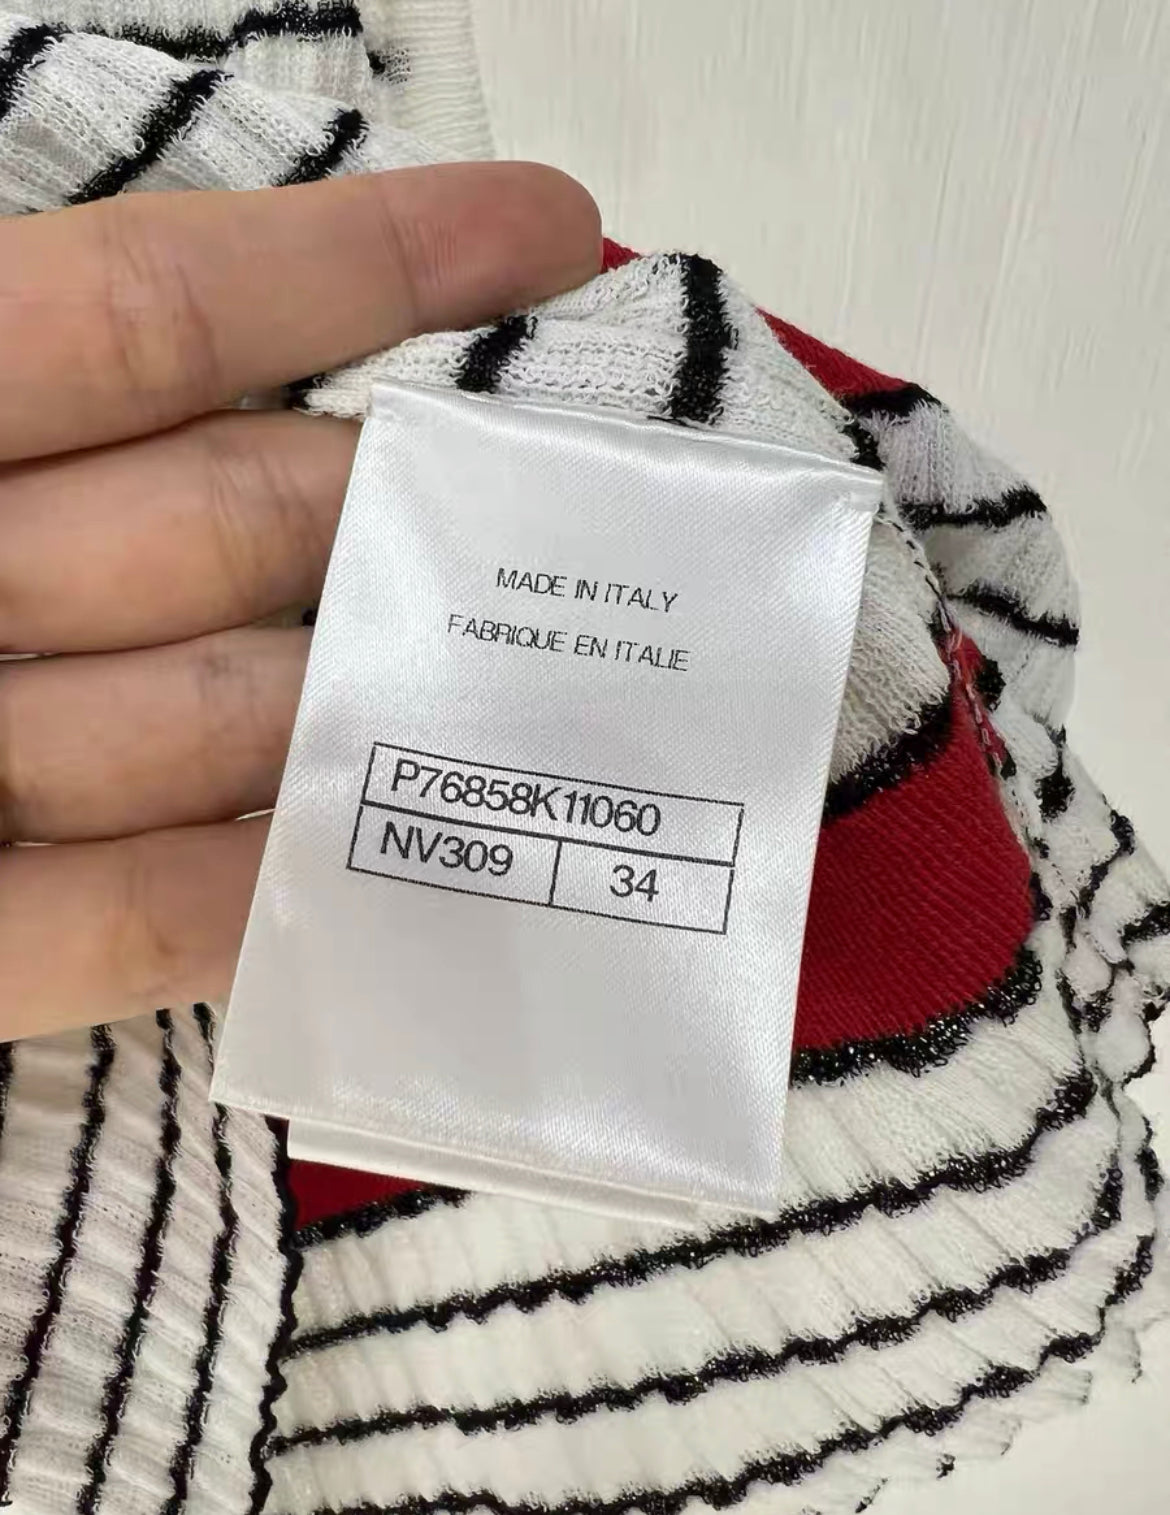 MADE IN ITALY
FABRIQUE EN ITALIE
P76858K11060
NV309 34